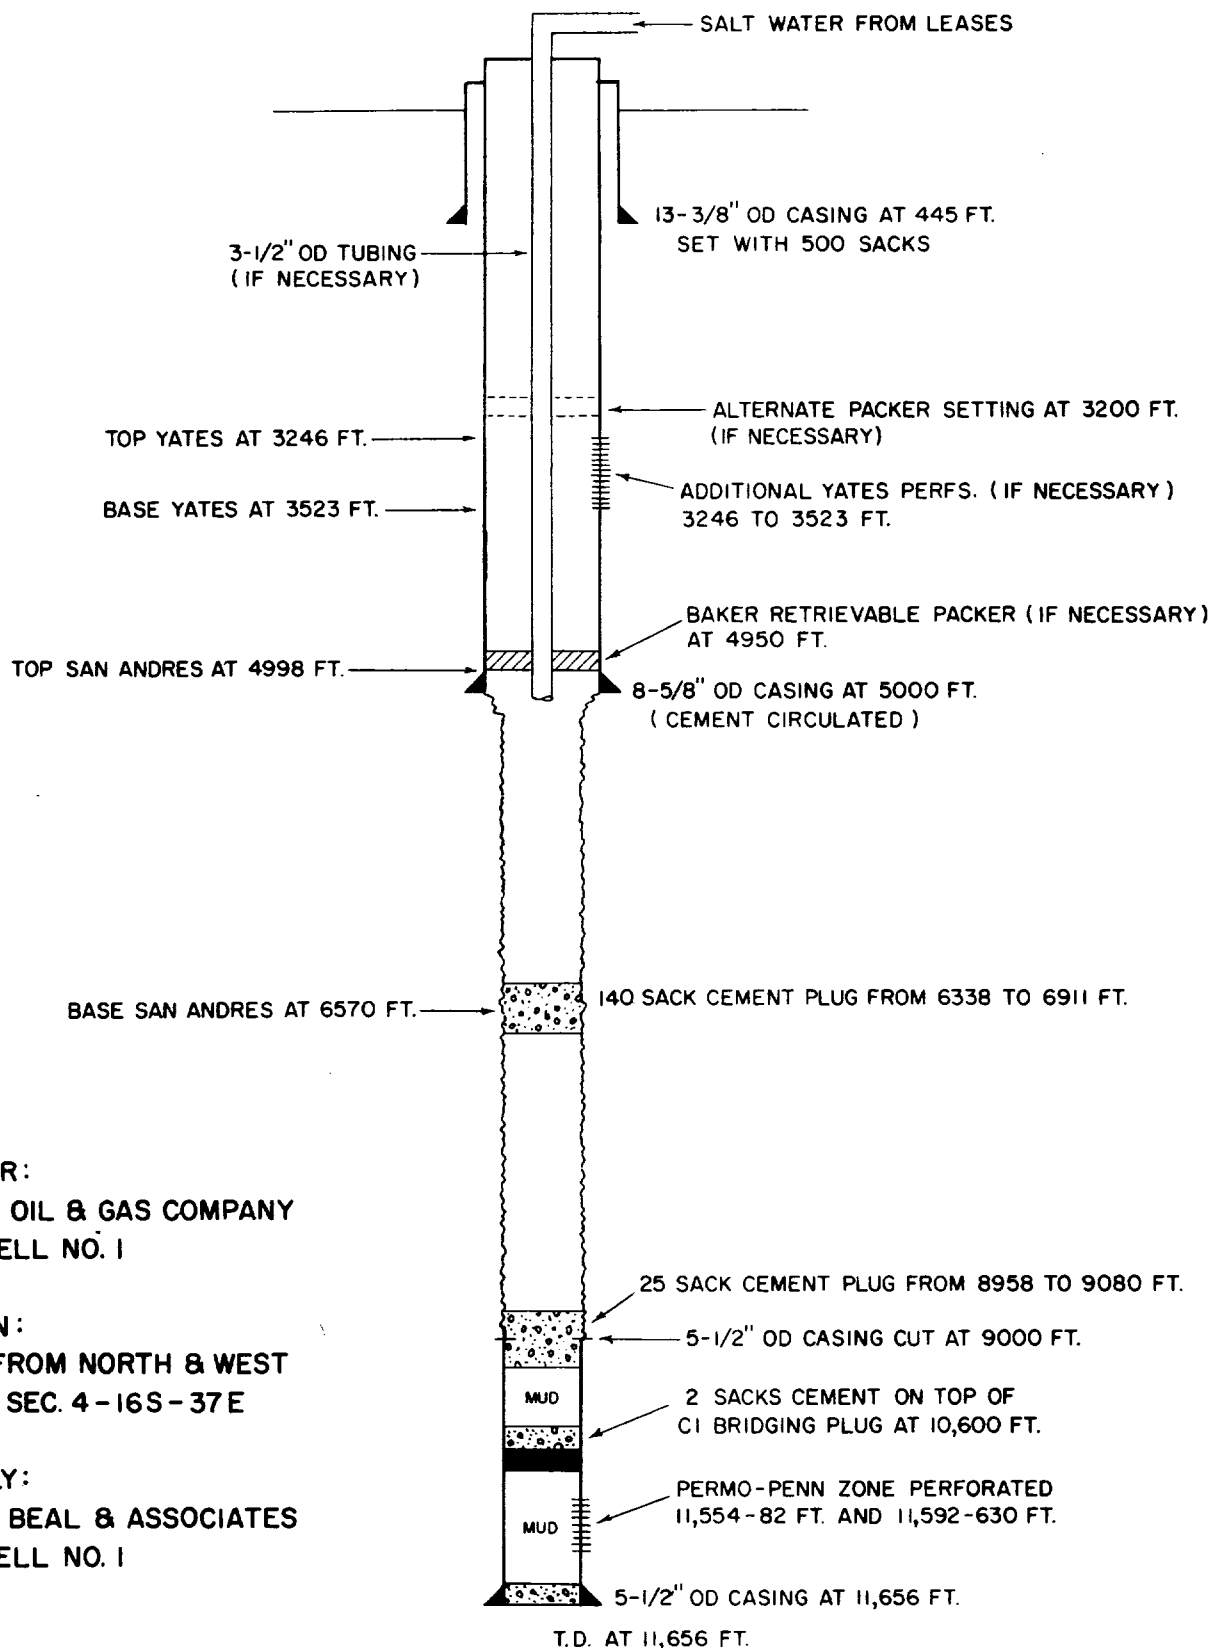 SALT WATER FROM LEASES
13-3/8" OD CASING AT 445 FT.
SET WITH 500 SACKS
3-1/2" OD TUBING
(IF NECESSARY)
ALTERNATE PACKER SETTING AT 3200 FT.
(IF NECESSARY)
TOP YATES AT 3246 FT.
ADDITIONAL YATES PERFS. (IF NECESSARY)
3246 TO 3523 FT.
BASE YATES AT 3523 FT.
BAKER RETRIEVABLE PACKER (IF NECESSARY)
AT 4950 FT.
TOP SAN ANDRES AT 4998 FT.
8-5/8" OD CASING AT 5000 FT.
(CEMENT CIRCULATED)
140 SACK CEMENT PLUG FROM 6338 TO 6911 FT.
BASE SAN ANDRES AT 6570 FT.
R:
OIL & GAS COMPANY
ELL NO. 1
25 SACK CEMENT PLUG FROM 8958 TO 9080 FT.
N:
5-1/2" OD CASING CUT AT 9000 FT.
FROM NORTH & WEST
SEC. 4-16S-37E
MUD
2 SACKS CEMENT ON TOP OF
CI BRIDGING PLUG AT 10,600 FT.
LY:
BEAL & ASSOCIATES
ELL NO. 1
PERMO-PENN ZONE PERFORATED
11,554-82 FT. AND 11,592-630 FT.
MUD
5-1/2" OD CASING AT 11,656 FT.
T.D. AT 11,656 FT.